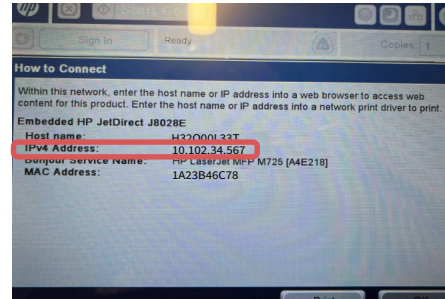 hp
Sign In
Ready
Copies: 1
How to Connect
Within this network, enter the host name or IP address into a web browser to access web
content for this product. Enter the host name or IP address into a network print driver to print.
Embedded HP JetDirect J8028E
Host name:
IPv4 Address: 10.102.34.567
Bonjour Service Name: HP LaserJet MFP M725 [A4E218]
MAC Address: 1A23B46C78